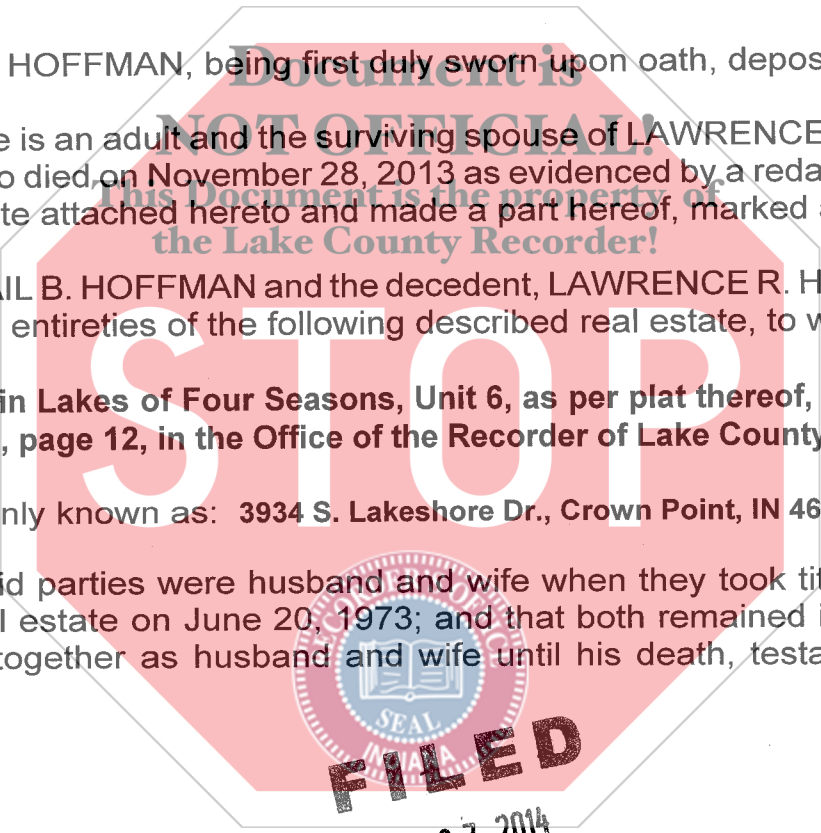 HOFFMAN, being first duly sworn upon oath, depos
Document is
e is an adult and the surviving spouse of LAWRENCE
NOT OFFICIAL!
o died on November 28, 2013 as evidenced by a reda
This Document is the property of
te attached hereto and made a part hereof, marked
the Lake County Recorder!
IL B. HOFFMAN and the decedent, LAWRENCE R. H
entireties of the following described real estate, to w
STOP
in Lakes of Four Seasons, Unit 6, as per plat thereof,
, page 12, in the Office of the Recorder of Lake County
nly known as: 3934 S. Lakeshore Dr., Crown Point, IN 46
id parties were husband and wife when they took tit
l estate on June 20, 1973; and that both remained i
together as husband and wife until his death, testa
SEAL
INDIANA
FILED
2014